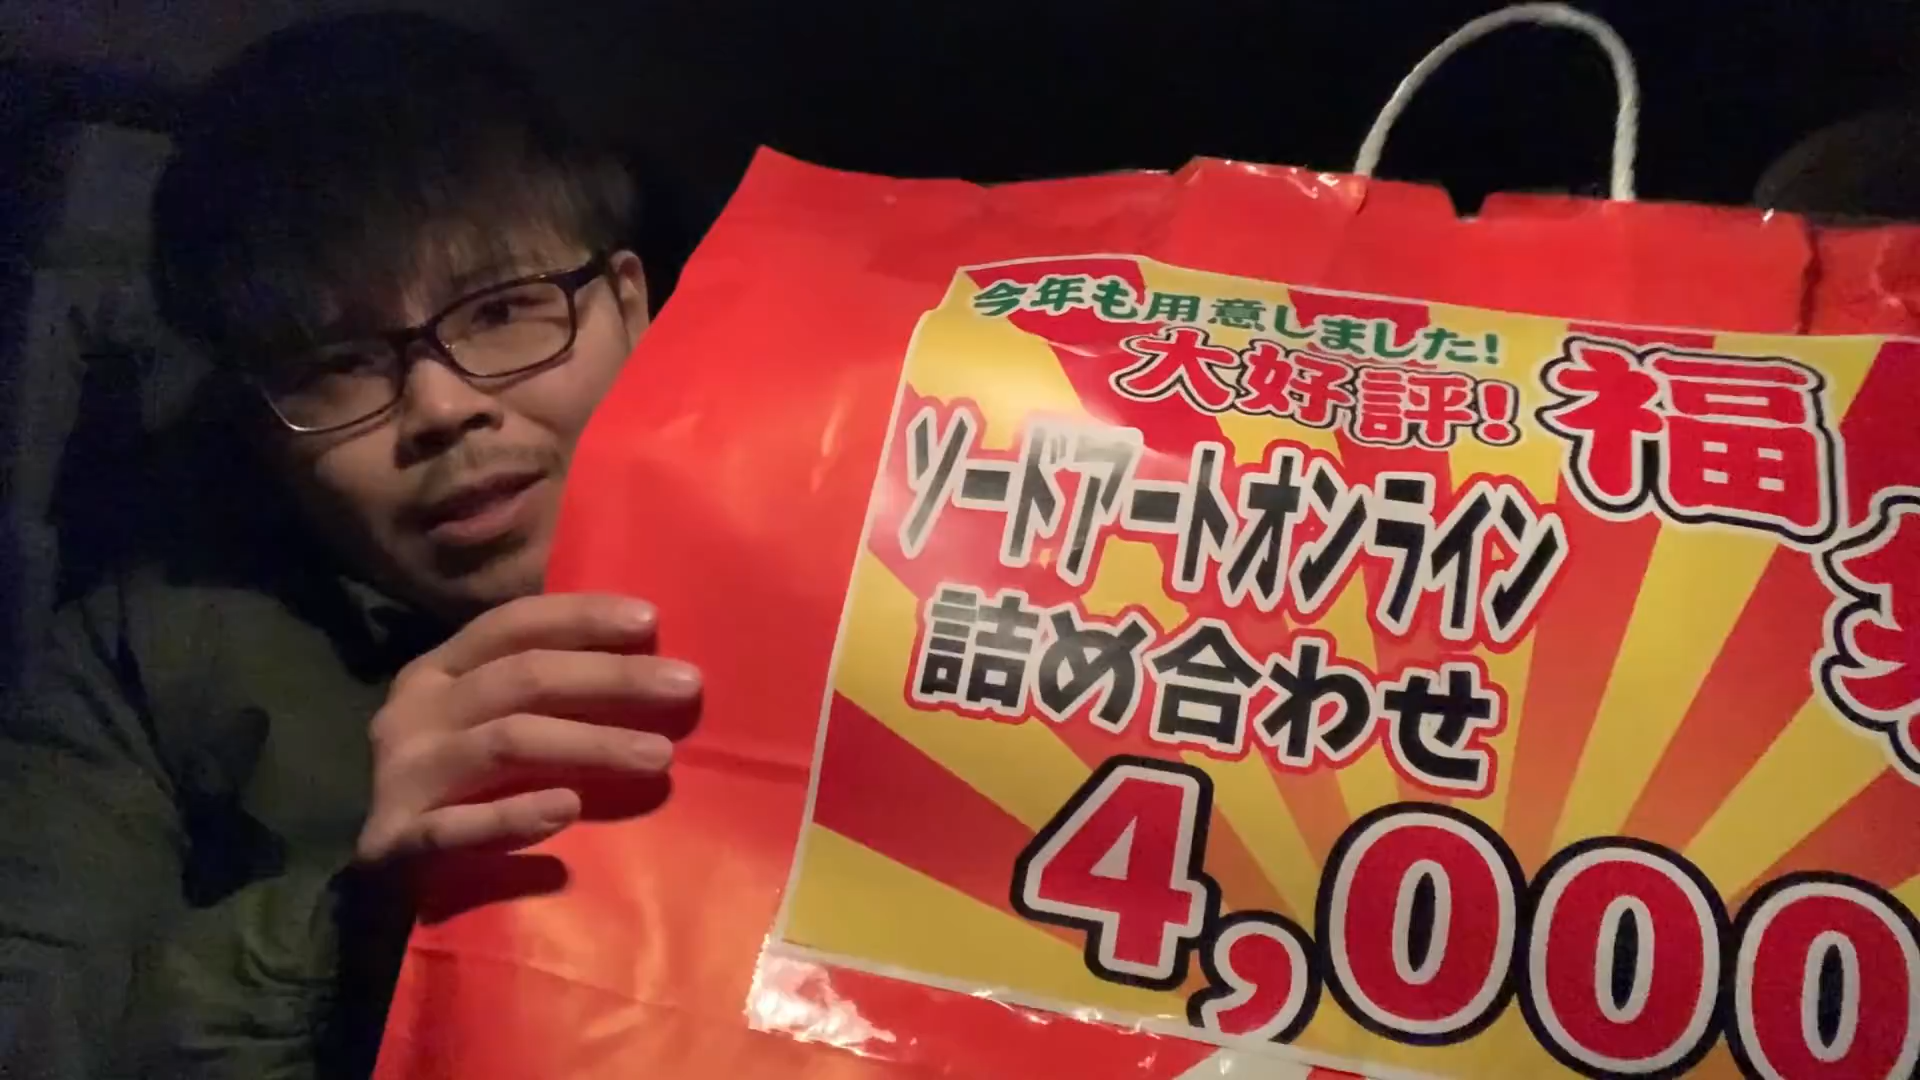 今年も用意しました!
大好評!
福
ソードアートオンライン
詰め合わせ
4,000